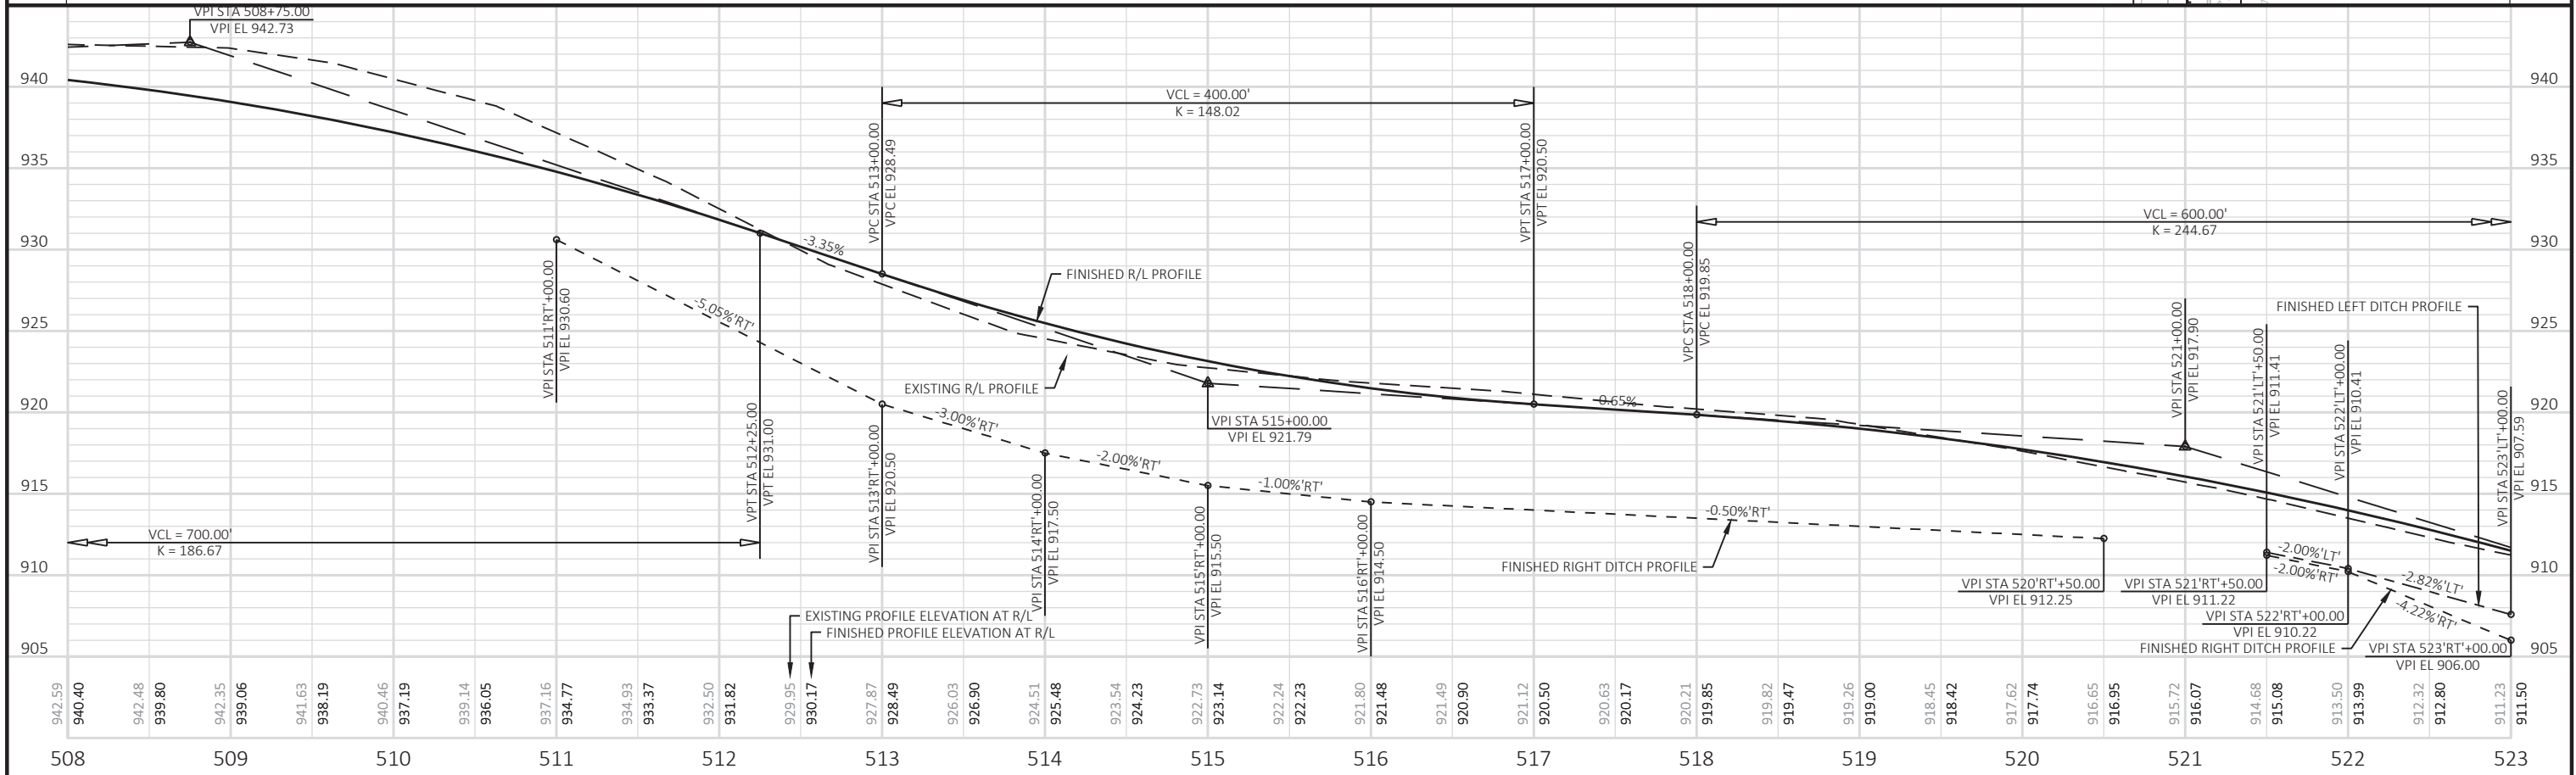 VPI STA 508+75.00
VPI EL 942.73
940
935
930
925
920
915
910
905
940
935
930
925
920
915
910
905
VCL = 700.00'
K = 186.67
VPI STA 511'RT'+00.00
VPI EL 930.60
-5.05%'RT'
VPT STA 512+25.00
VPT EL 931.00
-3.35%
VPC STA 513+00.00
VPC EL 928.49
VCL = 400.00'
K = 148.02
VPT STA 517+00.00
VPT EL 920.50
FINISHED R/L PROFILE
EXISTING R/L PROFILE
VPI STA 513'RT'+00.00
VPI EL 920.50
-3.00%'RT'
VPI STA 514'RT'+00.00
VPI EL 917.50
-2.00%'RT'
VPI STA 515+00.00
VPI EL 921.79
VPI STA 515'RT'+00.00
VPI EL 915.50
-1.00%'RT'
VPI STA 516'RT'+00.00
VPI EL 914.50
-0.65%
VPC STA 518+00.00
VPC EL 919.85
VCL = 600.00'
K = 244.67
-0.50%'RT'
FINISHED RIGHT DITCH PROFILE
VPI STA 520'RT'+50.00
VPI EL 912.25
VPI STA 521+00.00
VPI EL 917.90
VPI STA 521'LT'+50.00
VPI EL 911.41
VPI STA 522'LT'+00.00
VPI EL 910.41
FINISHED LEFT DITCH PROFILE
VPI STA 523'LT'+00.00
VPI EL 907.59
-2.00%'LT'
-2.00%'RT'
-2.82%'LT'
-4.22%'RT'
VPI STA 521'RT'+50.00
VPI EL 911.22
VPI STA 522'RT'+00.00
VPI EL 910.22
FINISHED RIGHT DITCH PROFILE
VPI STA 523'RT'+00.00
VPI EL 906.00
EXISTING PROFILE ELEVATION AT R/L
FINISHED PROFILE ELEVATION AT R/L
942.59
940.40
942.48
939.80
942.35
939.06
941.63
938.19
940.46
937.19
939.14
936.05
937.16
934.77
934.93
933.37
932.50
931.82
929.95
930.17
927.87
928.49
926.03
926.90
924.51
925.48
923.54
924.23
922.73
923.14
922.24
922.23
921.80
921.48
921.49
920.90
921.12
920.50
920.63
920.17
920.21
919.85
919.82
919.47
919.26
919.00
918.45
918.42
917.62
917.74
916.65
916.95
915.72
916.07
914.68
915.08
913.50
913.99
912.32
912.80
911.23
911.50
508 509 510 511 512 513 514 515 516 517 518 519 520 521 522 523